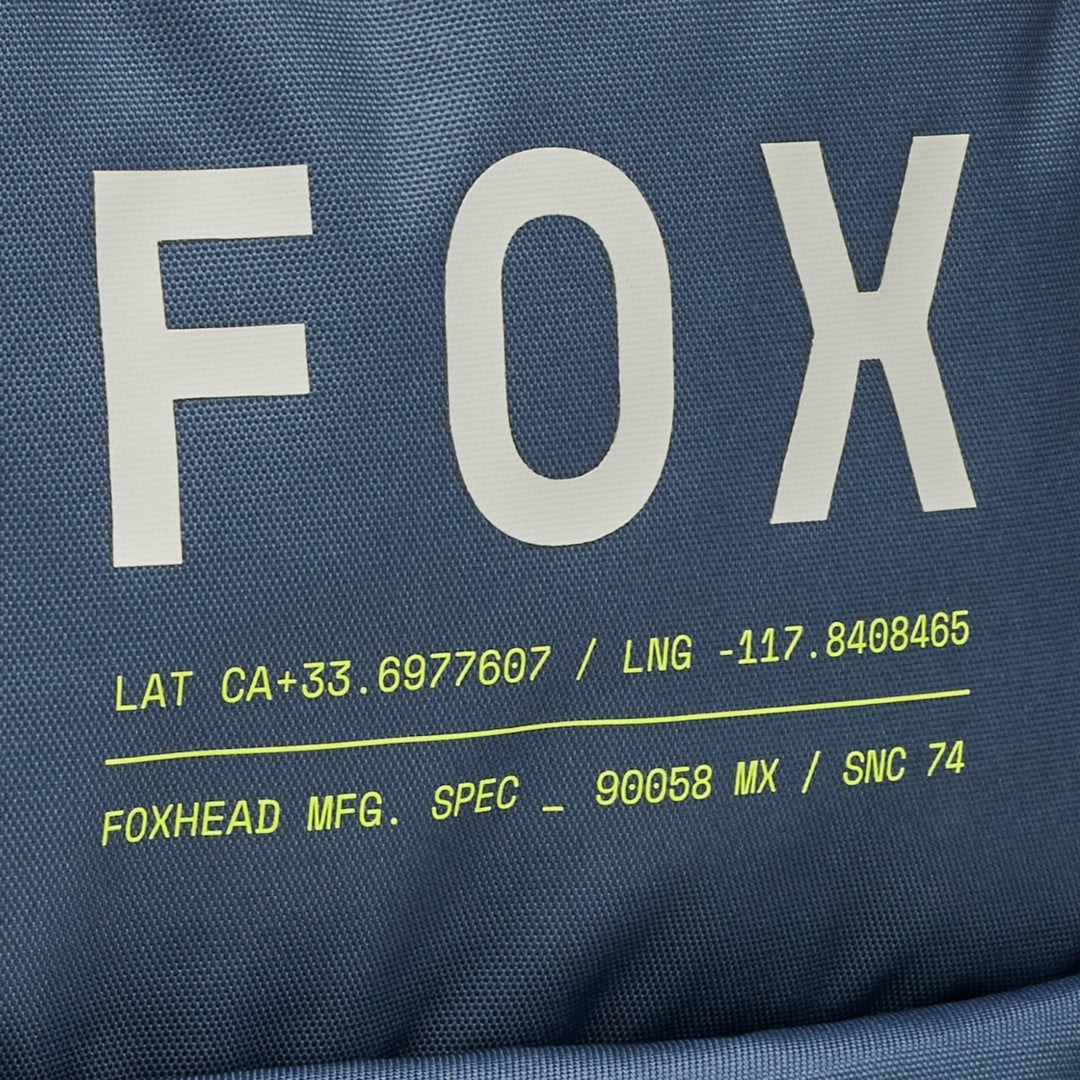 FOX
LAT CA+33.6977607 / LNG -117.8408465
FOXHEAD MFG. SPEC _ 90058 MX / SNC 74